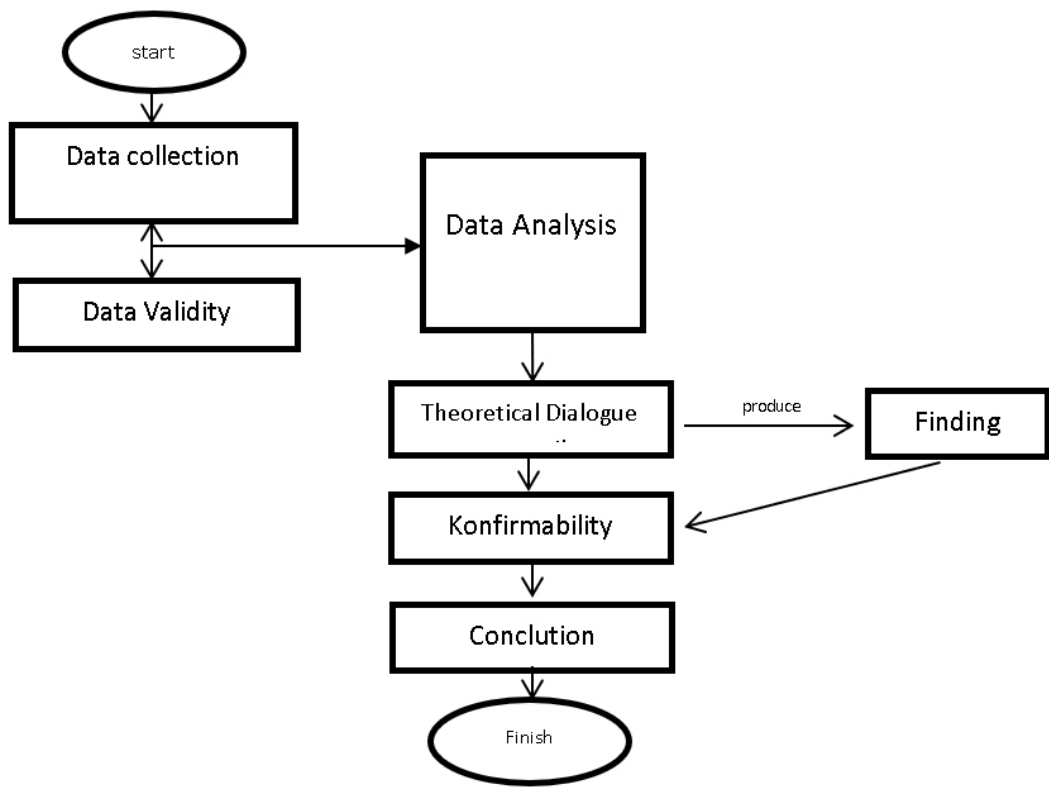 start
Data collection
Data Analysis
Data Validity
Theoretical Dialogue
produce
Finding
Konfirmability
Conclution
Finish